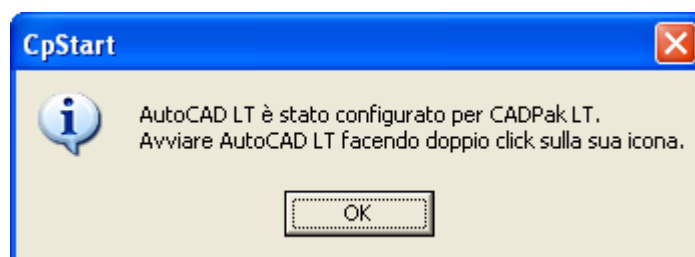 CpStart
AutoCAD LT è stato configurato per CADPak LT.
Avviare AutoCAD LT facendo doppio click sulla sua icona.
OK